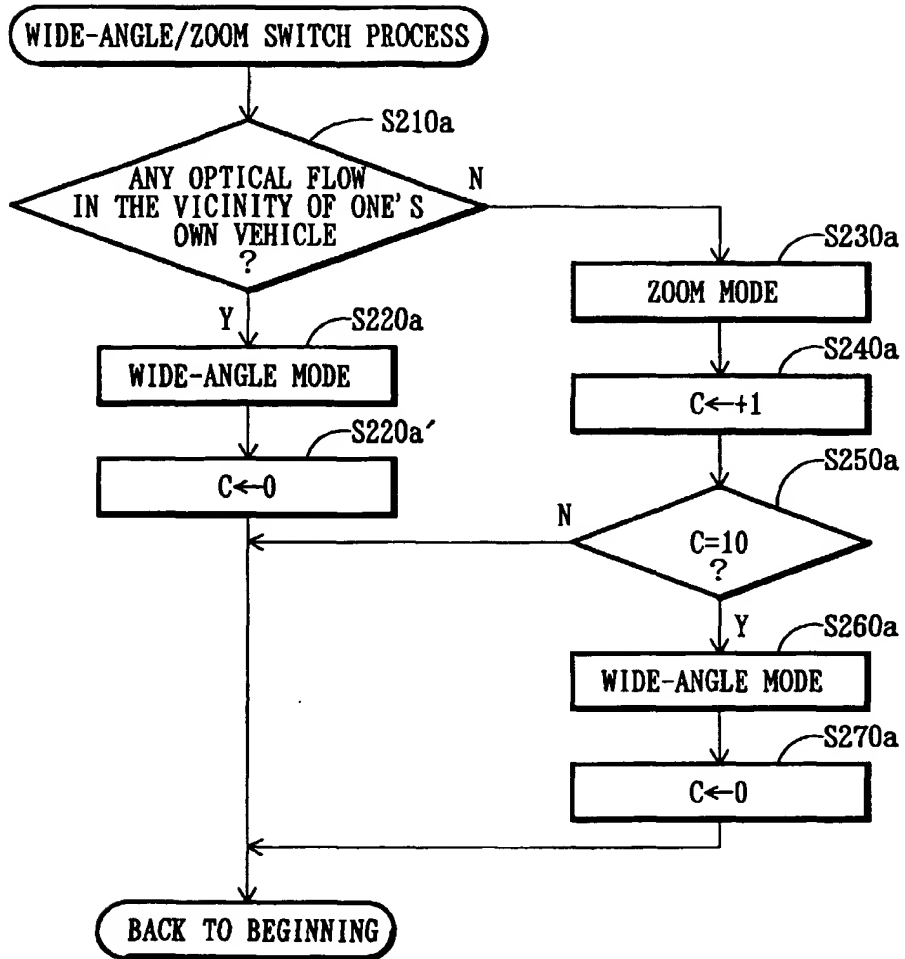 WIDE-ANGLE/ZOOM SWITCH PROCESS
S210a
ANY OPTICAL FLOW
IN THE VICINITY OF ONE'S
OWN VEHICLE
?
N
Y
S220a
WIDE-ANGLE MODE
S220a′
C←0
S230a
ZOOM MODE
S240a
C←+1
S250a
C=10
?
N
Y
S260a
WIDE-ANGLE MODE
S270a
C←0
BACK TO BEGINNING